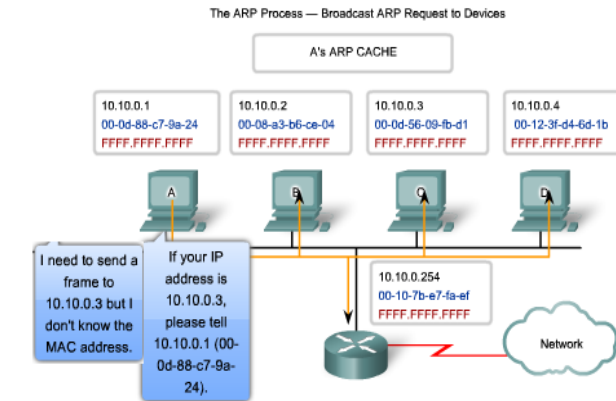 The ARP Process — Broadcast ARP Request to Devices
A's ARP CACHE
10.10.0.1
00-0d-88-c7-9a-24
FFFF.FFFF.FFFF
10.10.0.2
00-08-a3-b6-ce-04
FFFF.FFFF.FFFF
10.10.0.3
00-0d-56-09-fb-d1
FFFF.FFFF.FFFF
10.10.0.4
00-12-3f-d4-6d-1b
FFFF.FFFF.FFFF
A
B
C
D
I need to send a
frame to
10.10.0.3 but I
don't know the
MAC address.
If your IP
address is
10.10.0.3,
please tell
10.10.0.1 (00-
0d-88-c7-9a-
24).
10.10.0.254
00-10-7b-e7-fa-ef
FFFF.FFFF.FFFF
Network